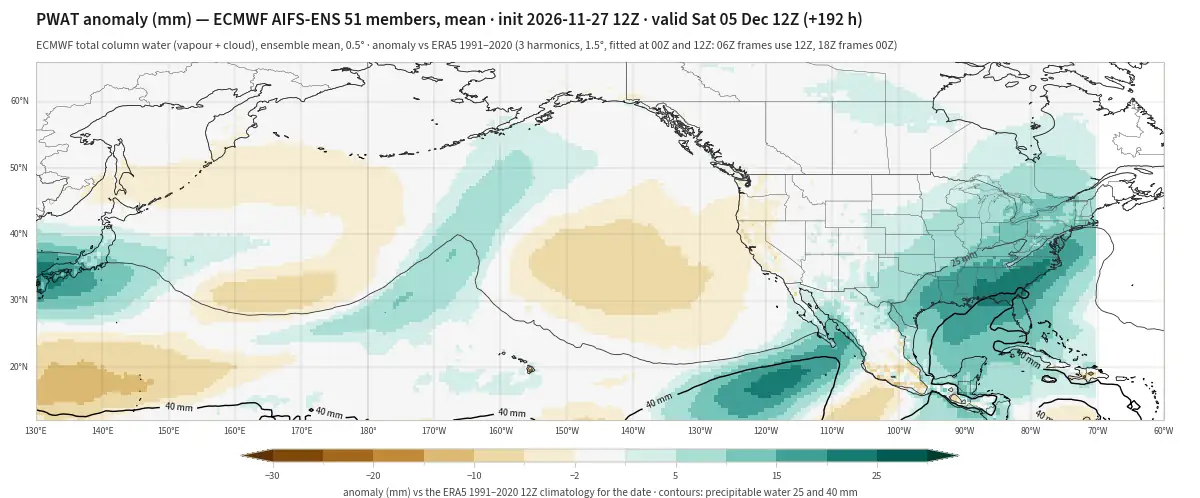 PWAT anomaly (mm) — ECMWF AIFS-ENS 51 members, mean · init 2026-11-27 12Z · valid Sat 05 Dec 12Z (+192 h)
ECMWF total column water (vapour + cloud), ensemble mean, 0.5° · anomaly vs ERA5 1991–2020 (3 harmonics, 1.5°, fitted at 00Z and 12Z: 06Z frames use 12Z, 18Z frames 00Z)
60°N
50°N
40°N
25 mm
30°N
20°N
40 mm
40 mm
40 mm
40 mm
40 mm
130°E 140°E 150°E 160°E 170°E 180° 170°W 160°W 150°W 140°W 130°W 120°W 110°W 100°W 90°W 80°W 70°W 60°W
−30 −20 −10 −2 5 15 25
anomaly (mm) vs the ERA5 1991–2020 12Z climatology for the date · contours: precipitable water 25 and 40 mm